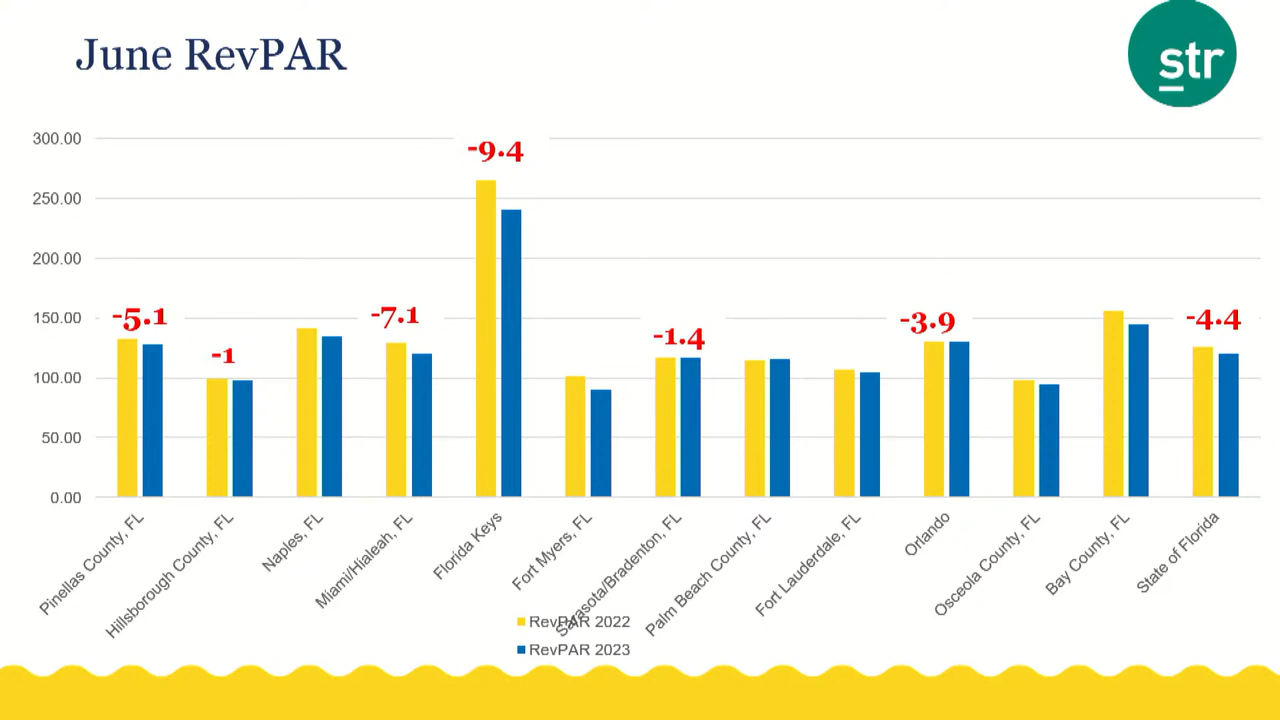 June RevPAR
str
300.00
250.00
200.00
150.00
100.00
50.00
0.00
-5.1
-1
-7.1
-9.4
-1.4
-3.9
-4.4
Pinellas County, FL
Hillsborough County, FL
Naples, FL
Miami/Hialeah, FL
Florida Keys
Fort Myers, FL
Sarasota/Bradenton, FL
Palm Beach County, FL
Fort Lauderdale, FL
Orlando
Osceola County, FL
Bay County, FL
State of Florida
RevPAR 2022
RevPAR 2023